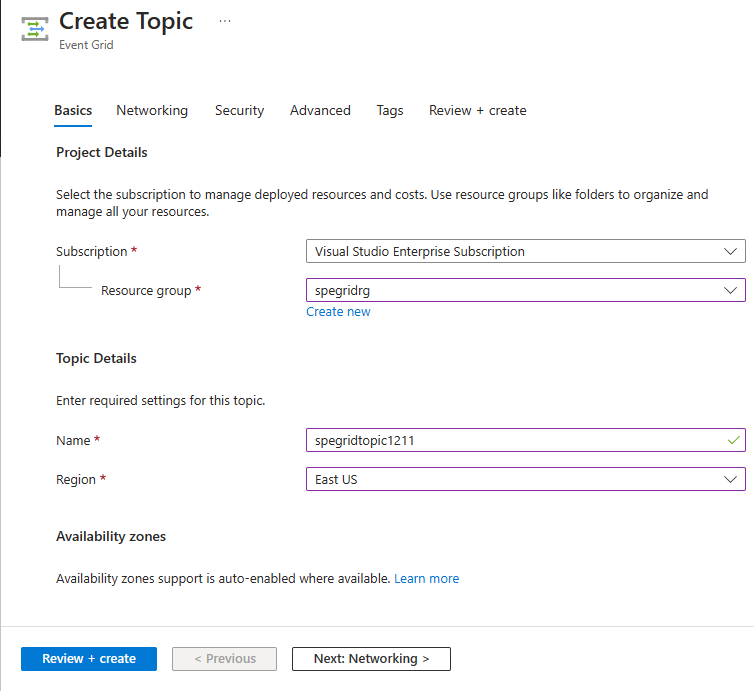 Create Topic ...
Event Grid
Basics Networking Security Advanced Tags Review + create
Project Details
Select the subscription to manage deployed resources and costs. Use resource groups like folders to organize and
manage all your resources.
Subscription * Visual Studio Enterprise Subscription
Resource group * spegridrg
Create new
Topic Details
Enter required settings for this topic.
Name * spegridtopic1211
Region * East US
Availability zones
Availability zones support is auto-enabled where available. Learn more
Review + create < Previous Next: Networking >